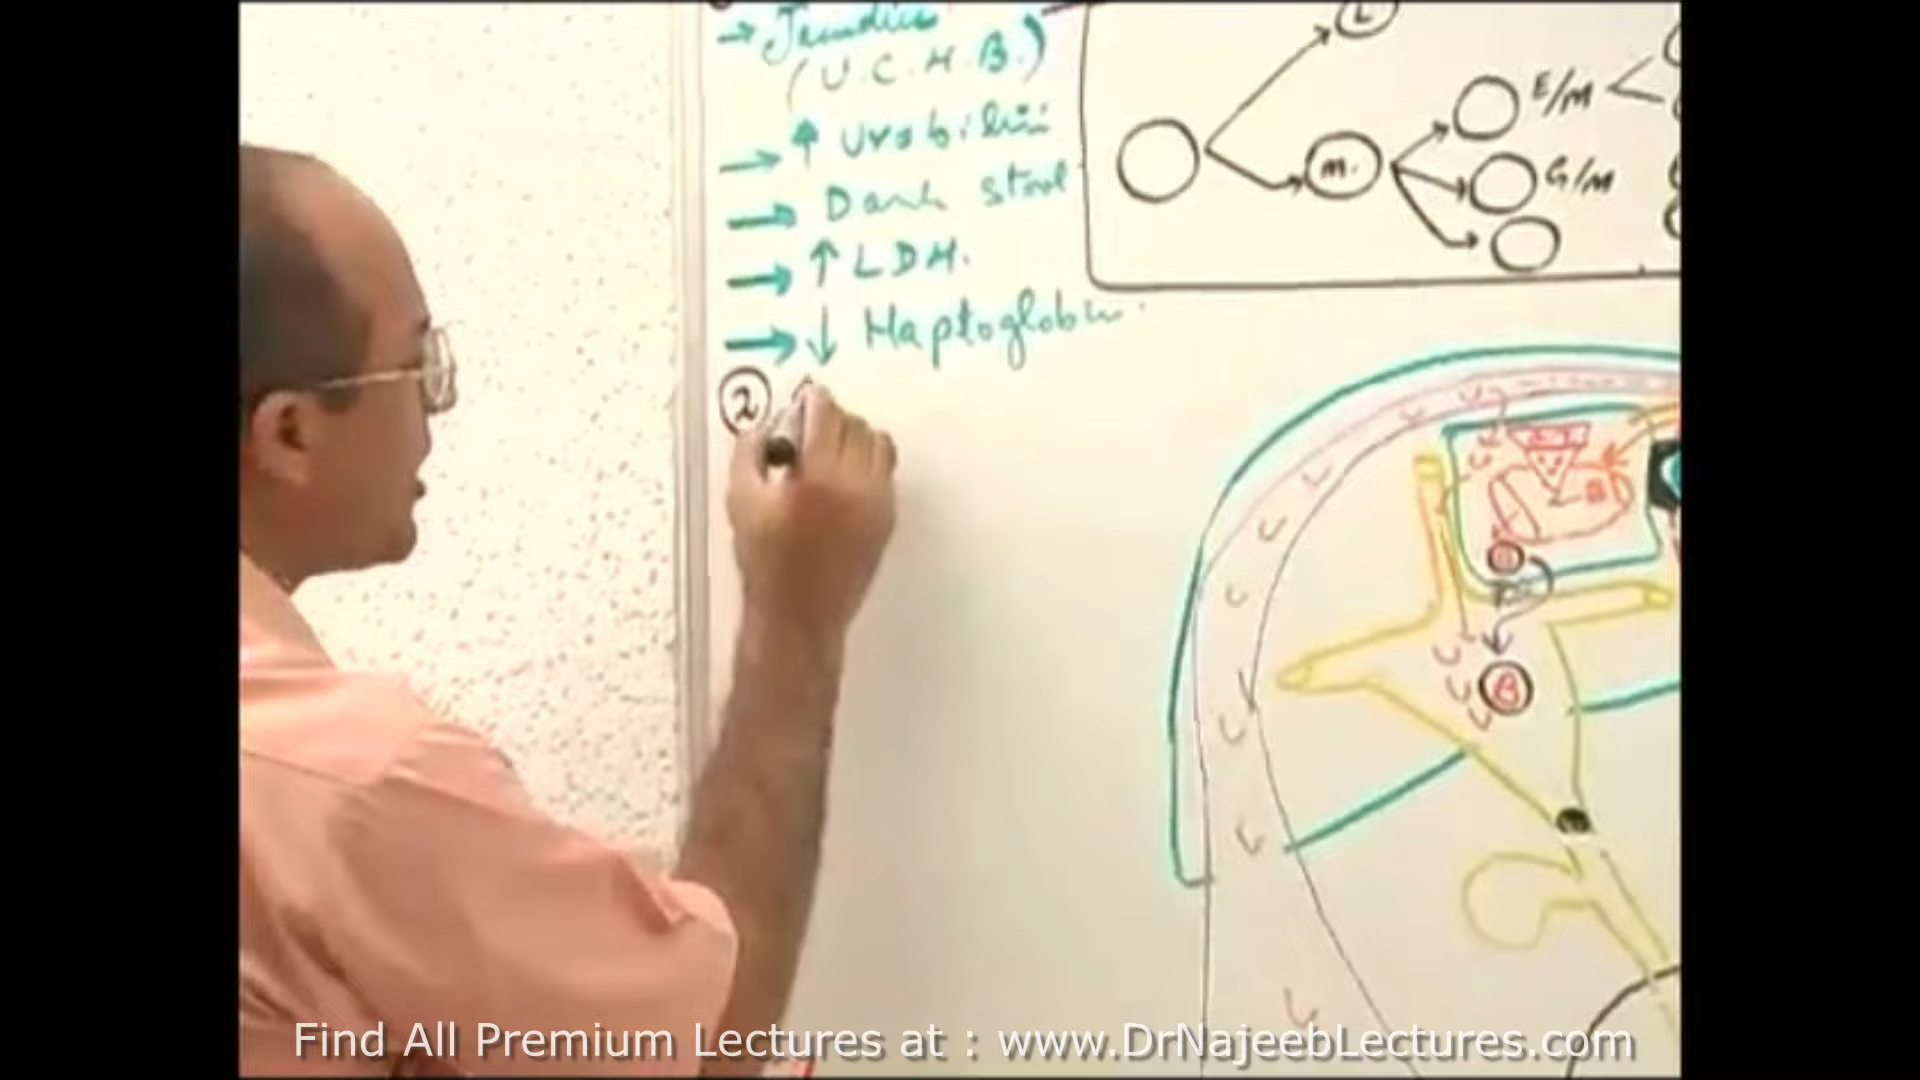 → Jaundice
(U.C.H.B.)
→ ↑ Urobilin
→ Dark stool
→ ↑ LDH.
→ ↓ Haptoglobin.
②
L
m.
E/M
G/M
B
B
Find All Premium Lectures at : www.DrNajeebLectures.com